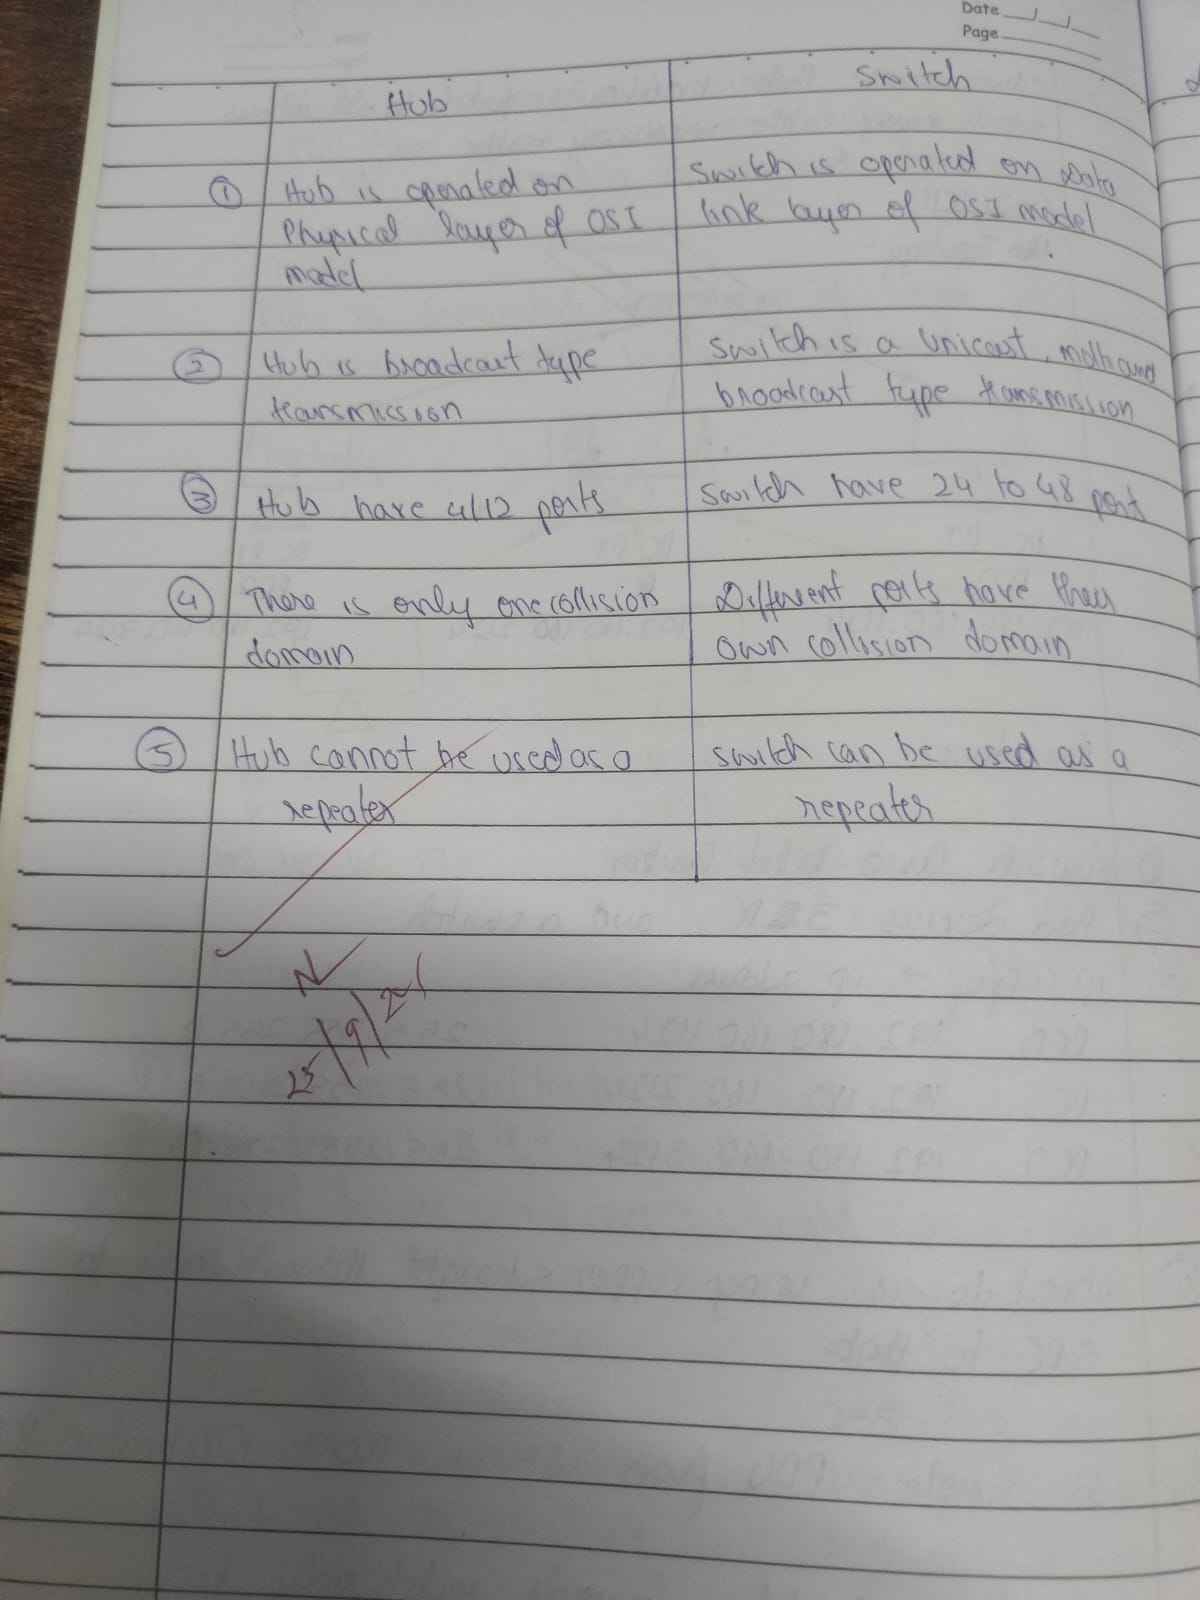 Date
Page
Hub Switch
① Hub is operated on
Physical layer of OSI
model
Switch is operated on Data
link layer of OSI model
② Hub is broadcast type
transmission
Switch is a Unicast, multi and
broadcast type transmission
③ Hub have 4/12 ports
Switch have 24 to 48 port
④ There is only one collision
domain
Different ports have they
own collision domain
⑤ Hub cannot be used as a
repeater
switch can be used as a
repeater
25/9/24